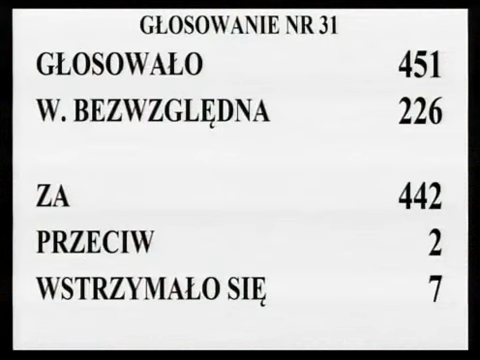 GŁOSOWANIE NR 31
GŁOSOWAŁO 451
W. BEZWZGLĘDNA 226
ZA 442
PRZECIW 2
WSTRZYMAŁO SIĘ 7